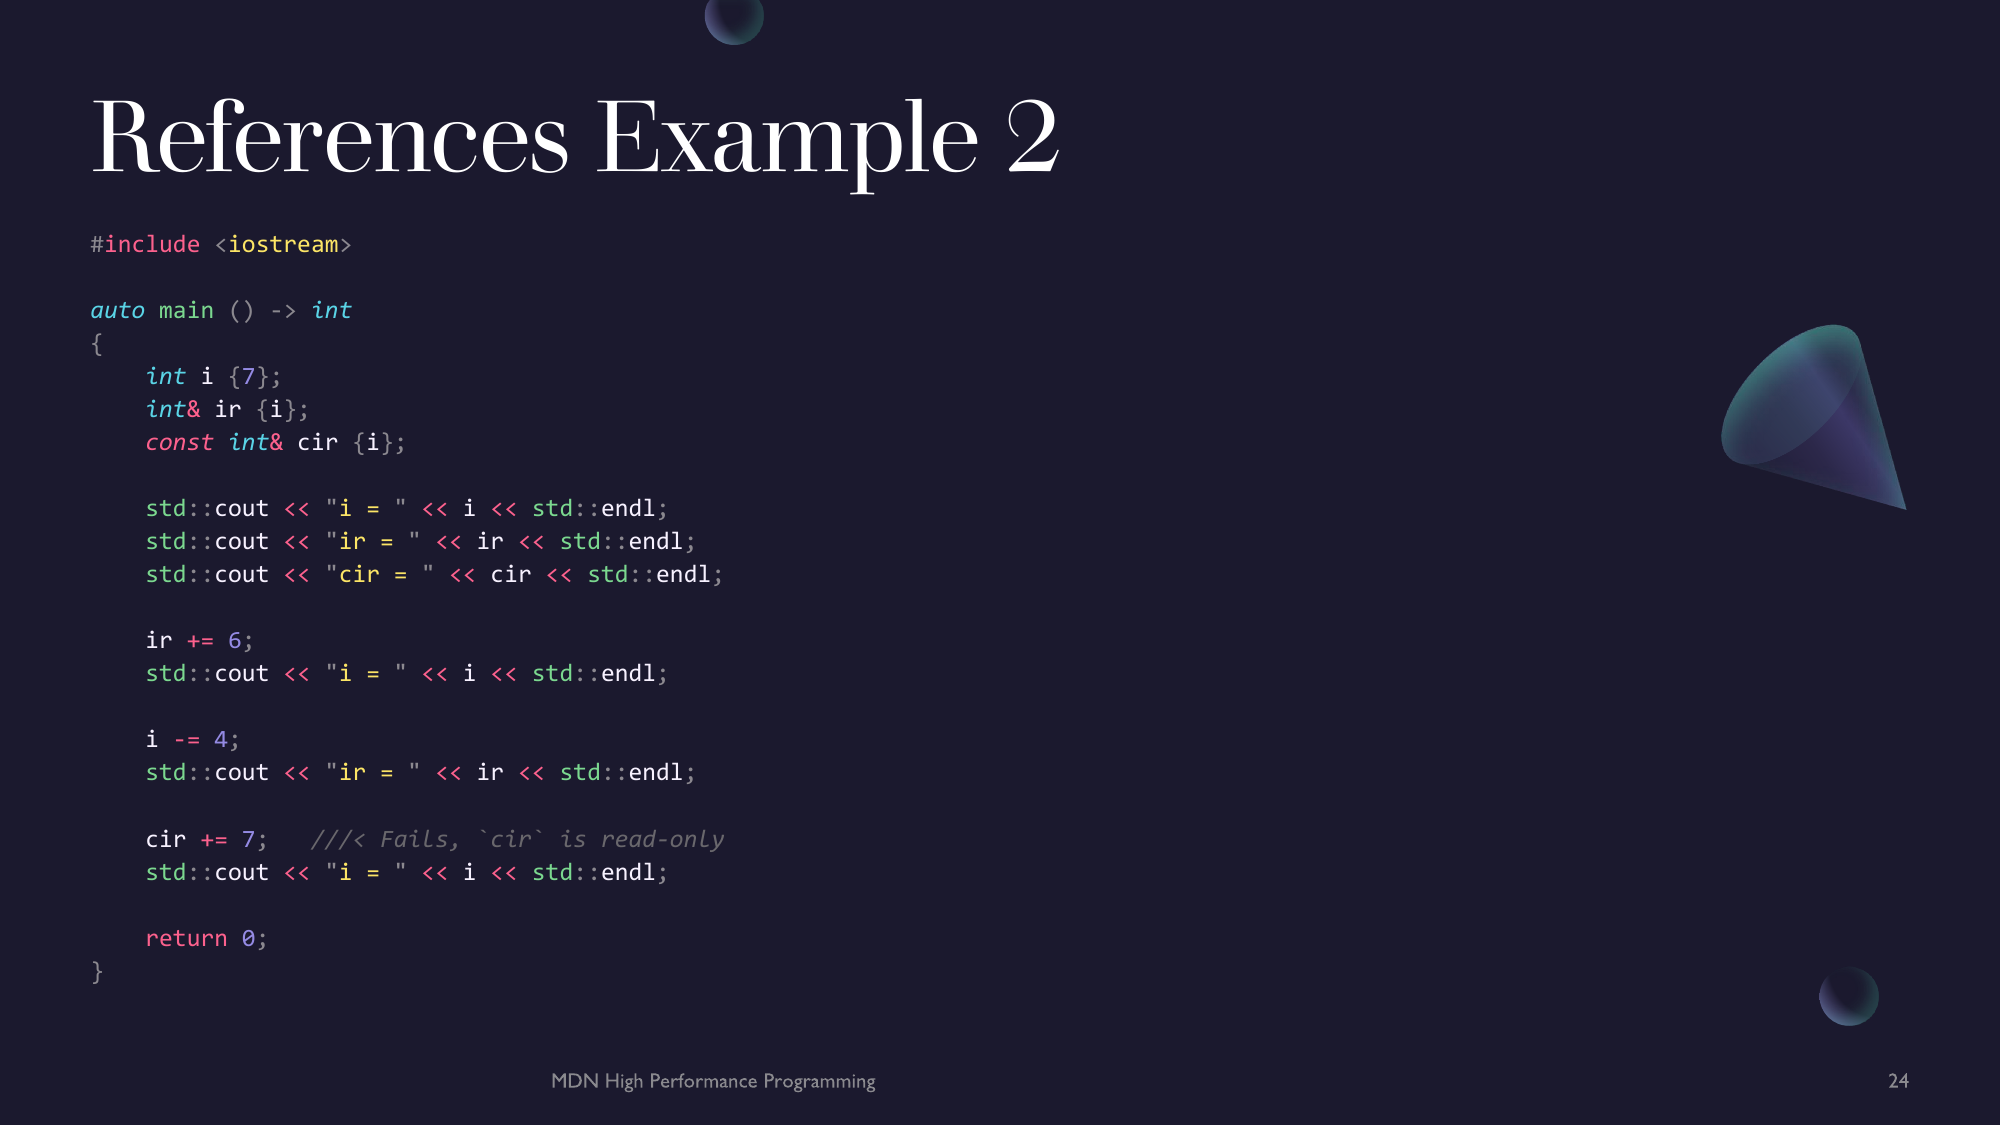 References Example 2
#include <iostream>
auto main () -> int
{
    int i {7};
    int& ir {i};
    const int& cir {i};
    std::cout << "i = " << i << std::endl;
    std::cout << "ir = " << ir << std::endl;
    std::cout << "cir = " << cir << std::endl;
    ir += 6;
    std::cout << "i = " << i << std::endl;
    i -= 4;
    std::cout << "ir = " << ir << std::endl;
    cir += 7;   ///< Fails, `cir` is read-only
    std::cout << "i = " << i << std::endl;
    return 0;
}
MDN High Performance Programming
24